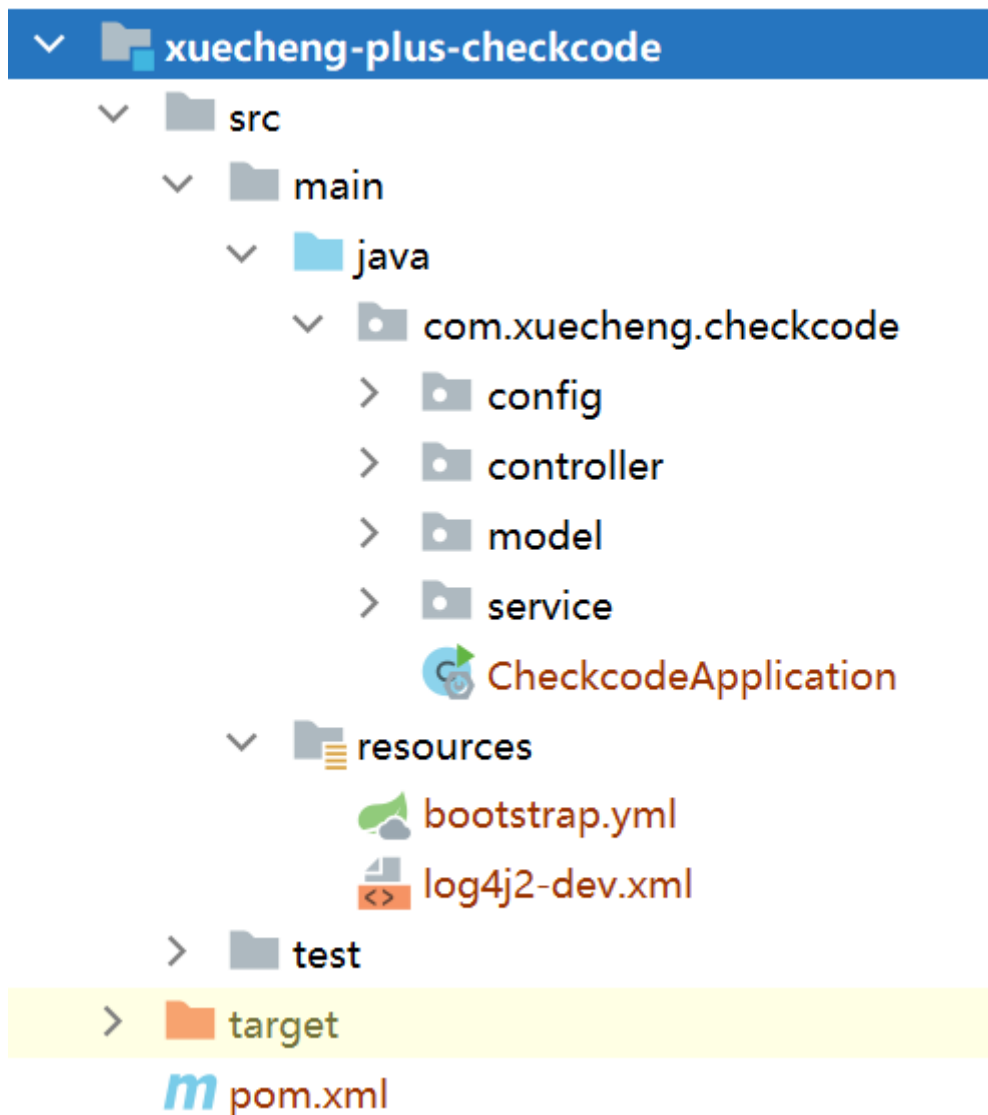 xuecheng-plus-checkcode
src
main
java
com.xuecheng.checkcode
config
controller
model
service
CheckcodeApplication
resources
bootstrap.yml
log4j2-dev.xml
test
target
pom.xml